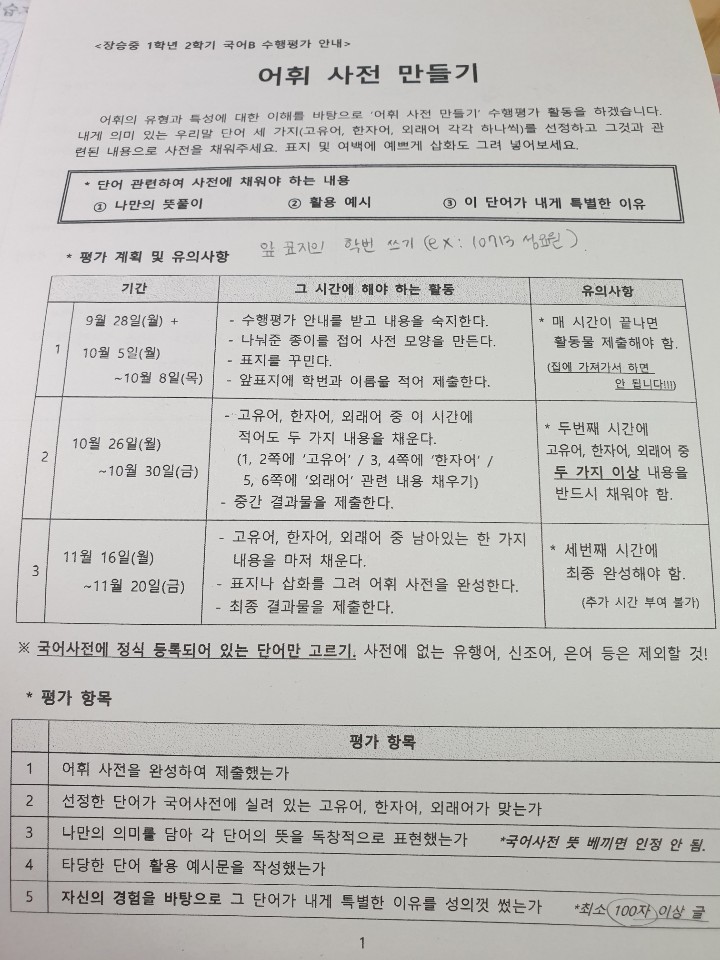 <장승중 1학년 2학기 국어B 수행평가 안내>
어휘 사전 만들기
어휘의 유형과 특성에 대한 이해를 바탕으로 '어휘 사전 만들기' 수행평가 활동을 하겠습니다.
내게 의미 있는 우리말 단어 세 가지(고유어, 한자어, 외래어 각각 하나씩)를 선정하고 그것과 관
련된 내용으로 사전을 채워주세요. 표지 및 여백에 예쁘게 삽화도 그려 넣어보세요.
* 단어 관련하여 사전에 채워야 하는 내용
① 나만의 뜻풀이 ② 활용 예시 ③ 이 단어가 내게 특별한 이유
* 평가 계획 및 유의사항 앞 표지의 학번 쓰기 (ex: 10713 성요원).
기간 그 시간에 해야 하는 활동 유의사항
1
9월 28일(월) +
10월 5일(월)
~10월 8일(목)
- 수행평가 안내를 받고 내용을 숙지한다.
- 나눠준 종이를 접어 사전 모양을 만든다.
- 표지를 꾸민다.
- 앞표지에 학번과 이름을 적어 제출한다.
* 매 시간이 끝나면
활동물 제출해야 함.
(집에 가져가서 하면
안 됩니다!!!)
2
10월 26일(월)
~10월 30일(금)
- 고유어, 한자어, 외래어 중 이 시간에
적어도 두 가지 내용을 채운다.
(1, 2쪽에 '고유어' / 3, 4쪽에 '한자어' /
5, 6쪽에 '외래어' 관련 내용 채우기)
- 중간 결과물을 제출한다.
* 두번째 시간에
고유어, 한자어, 외래어 중
두 가지 이상 내용을
반드시 채워야 함.
3
11월 16일(월)
~11월 20일(금)
- 고유어, 한자어, 외래어 중 남아있는 한 가지
내용을 마저 채운다.
- 표지나 삽화를 그려 어휘 사전을 완성한다.
- 최종 결과물을 제출한다.
* 세번째 시간에
최종 완성해야 함.
(추가 시간 부여 불가)
※ 국어사전에 정식 등록되어 있는 단어만 고르기. 사전에 없는 유행어, 신조어, 은어 등은 제외할 것!
* 평가 항목
평가 항목
1 어휘 사전을 완성하여 제출했는가
2 선정한 단어가 국어사전에 실려 있는 고유어, 한자어, 외래어가 맞는가
3 나만의 의미를 담아 각 단어의 뜻을 독창적으로 표현했는가 *국어사전 뜻 베끼면 인정 안 됨.
4 타당한 단어 활용 예시문을 작성했는가
5 자신의 경험을 바탕으로 그 단어가 내게 특별한 이유를 성의껏 썼는가 *최소 100자 이상 글
1